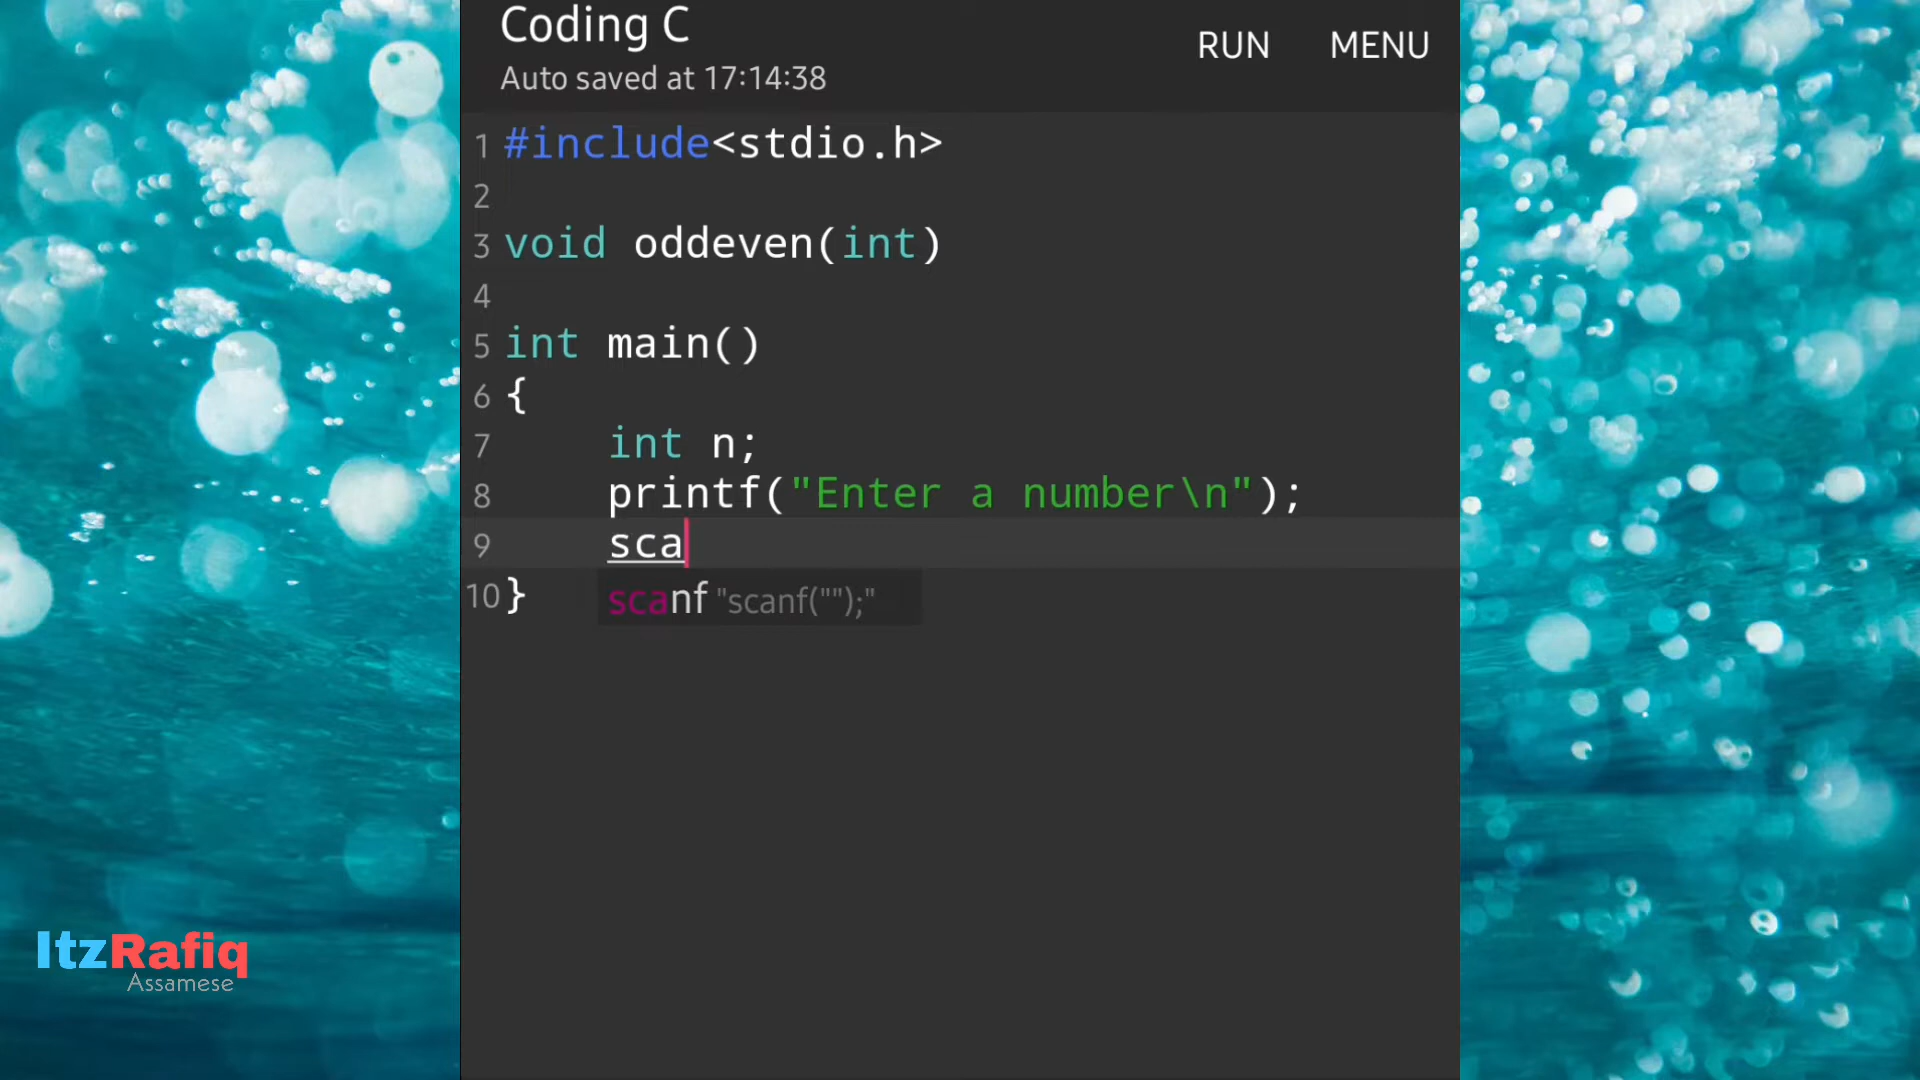 Coding C
Auto saved at 17:14:38
RUN MENU
1 #include<stdio.h>
2
3 void oddeven(int)
4
5 int main()
6 {
7 int n;
8 printf("Enter a number\n");
9 sca
10 }
scanf "scanf("");"
ItzRafiq
Assamese